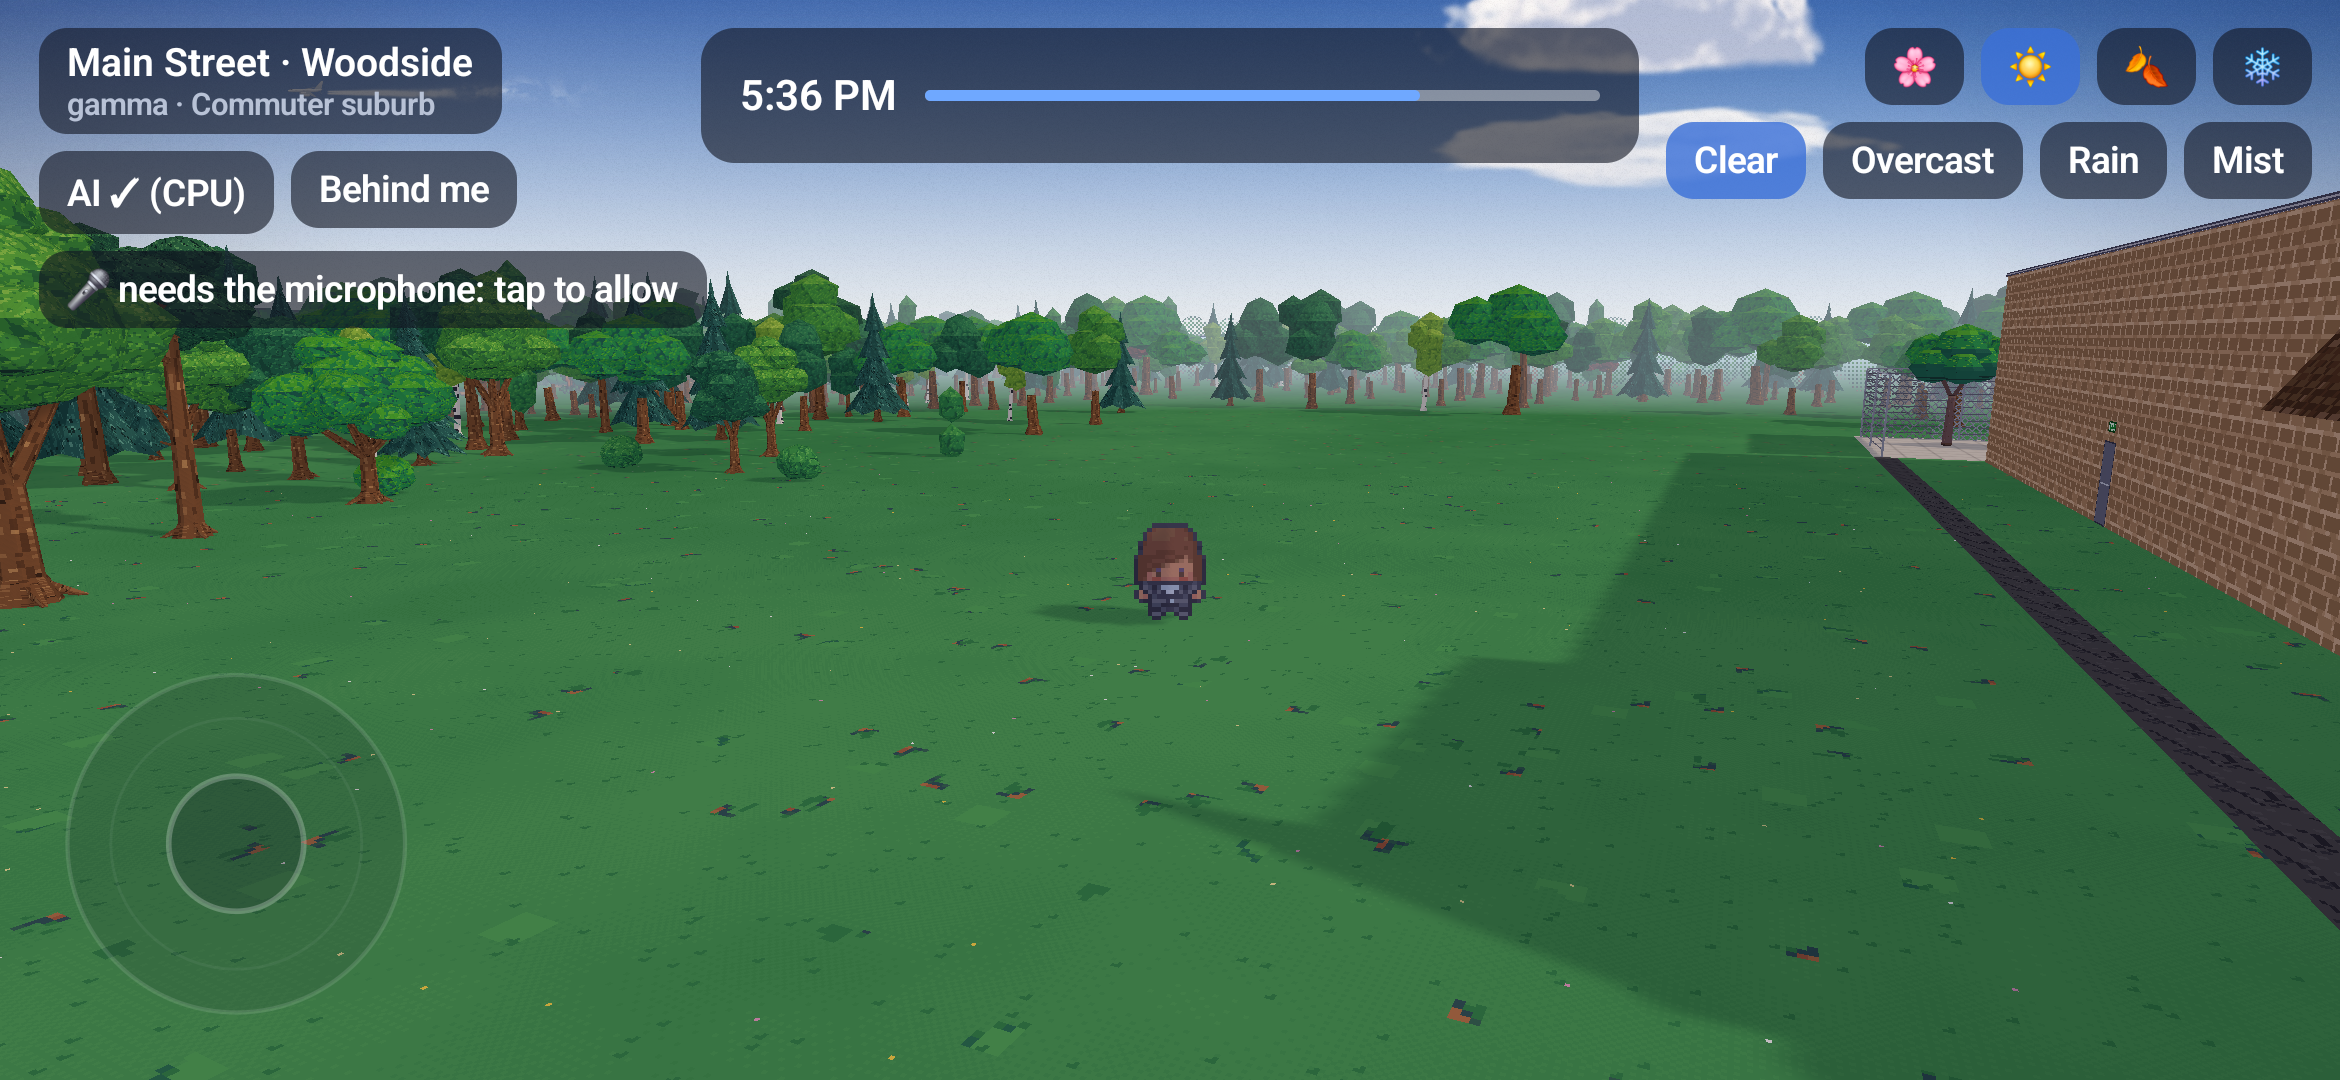 Main Street · Woodside
gamma · Commuter suburb
AI ✓ (CPU)
Behind me
🎤 needs the microphone: tap to allow
5:36 PM
Clear
Overcast
Rain
Mist